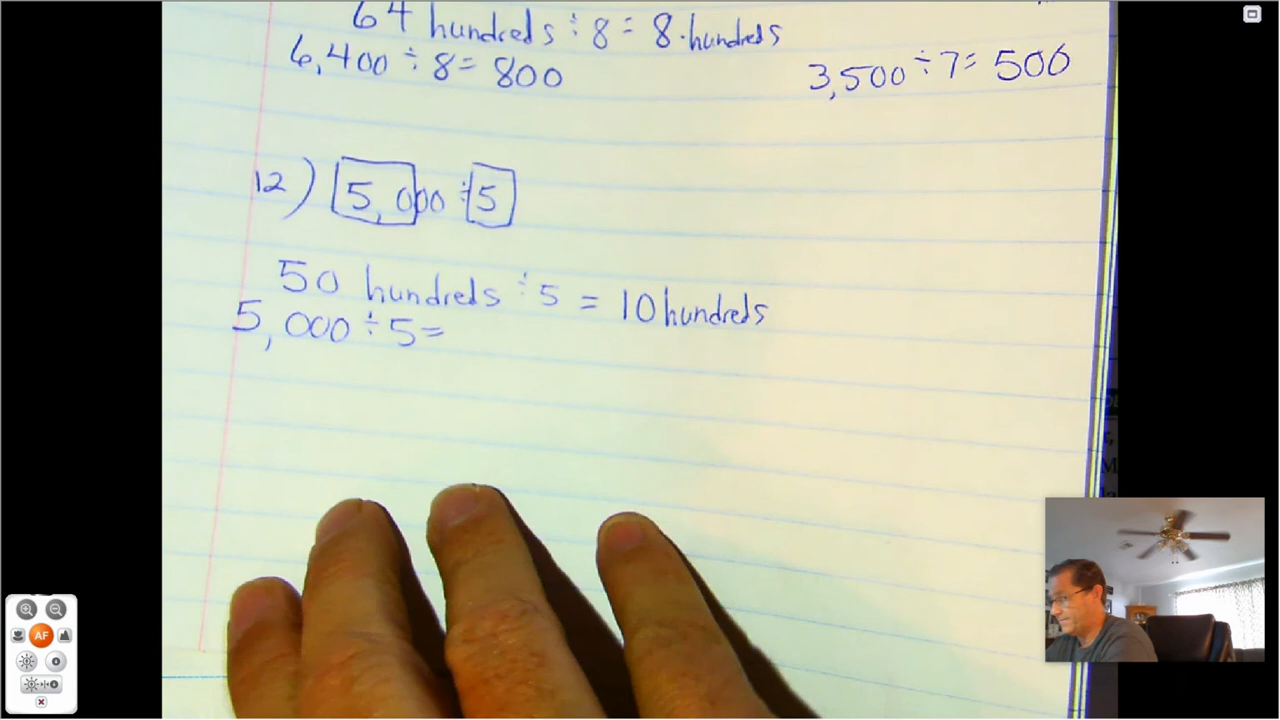 64 hundreds ÷ 8 = 8 hundreds
6,400 ÷ 8 = 800
3,500 ÷ 7 = 500
12) 5,000 ÷ 5
50 hundreds ÷ 5 = 10 hundreds
5,000 ÷ 5 =
AF